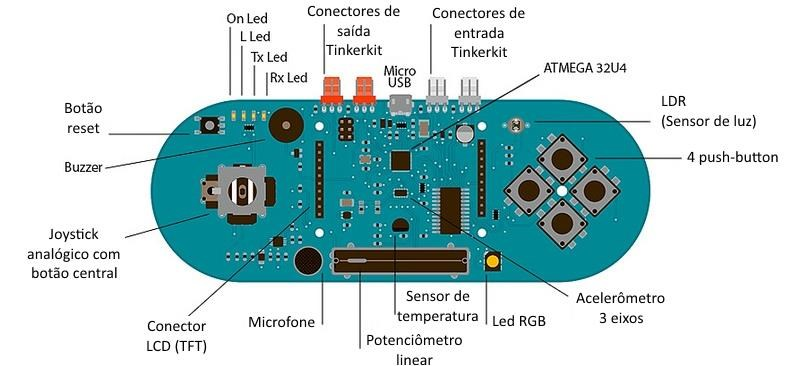 On Led
L Led
Tx Led
Rx Led
Conectores de
saída
Tinkerkit
Micro
USB
Conectores de
entrada
Tinkerkit
ATMEGA 32U4
Botão
reset
LDR
(Sensor de luz)
Buzzer
4 push-button
Joystick
analógico com
botão central
Conector
LCD (TFT)
Microfone
Potenciômetro
linear
Sensor de
temperatura
Led RGB
Acelerômetro
3 eixos